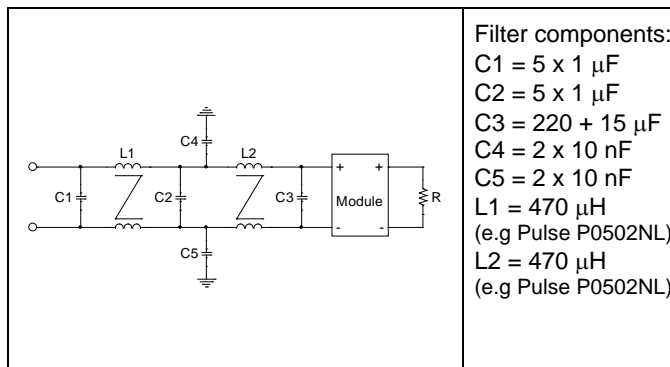 L1
L2
C4
C1
C2
C3
C5
+
+
-
-
Module
R
Filter components:
C1 = 5 x 1 μF
C2 = 5 x 1 μF
C3 = 220 + 15 μF
C4 = 2 x 10 nF
C5 = 2 x 10 nF
L1 = 470 μH
(e.g Pulse P0502NL)
L2 = 470 μH
(e.g Pulse P0502NL)